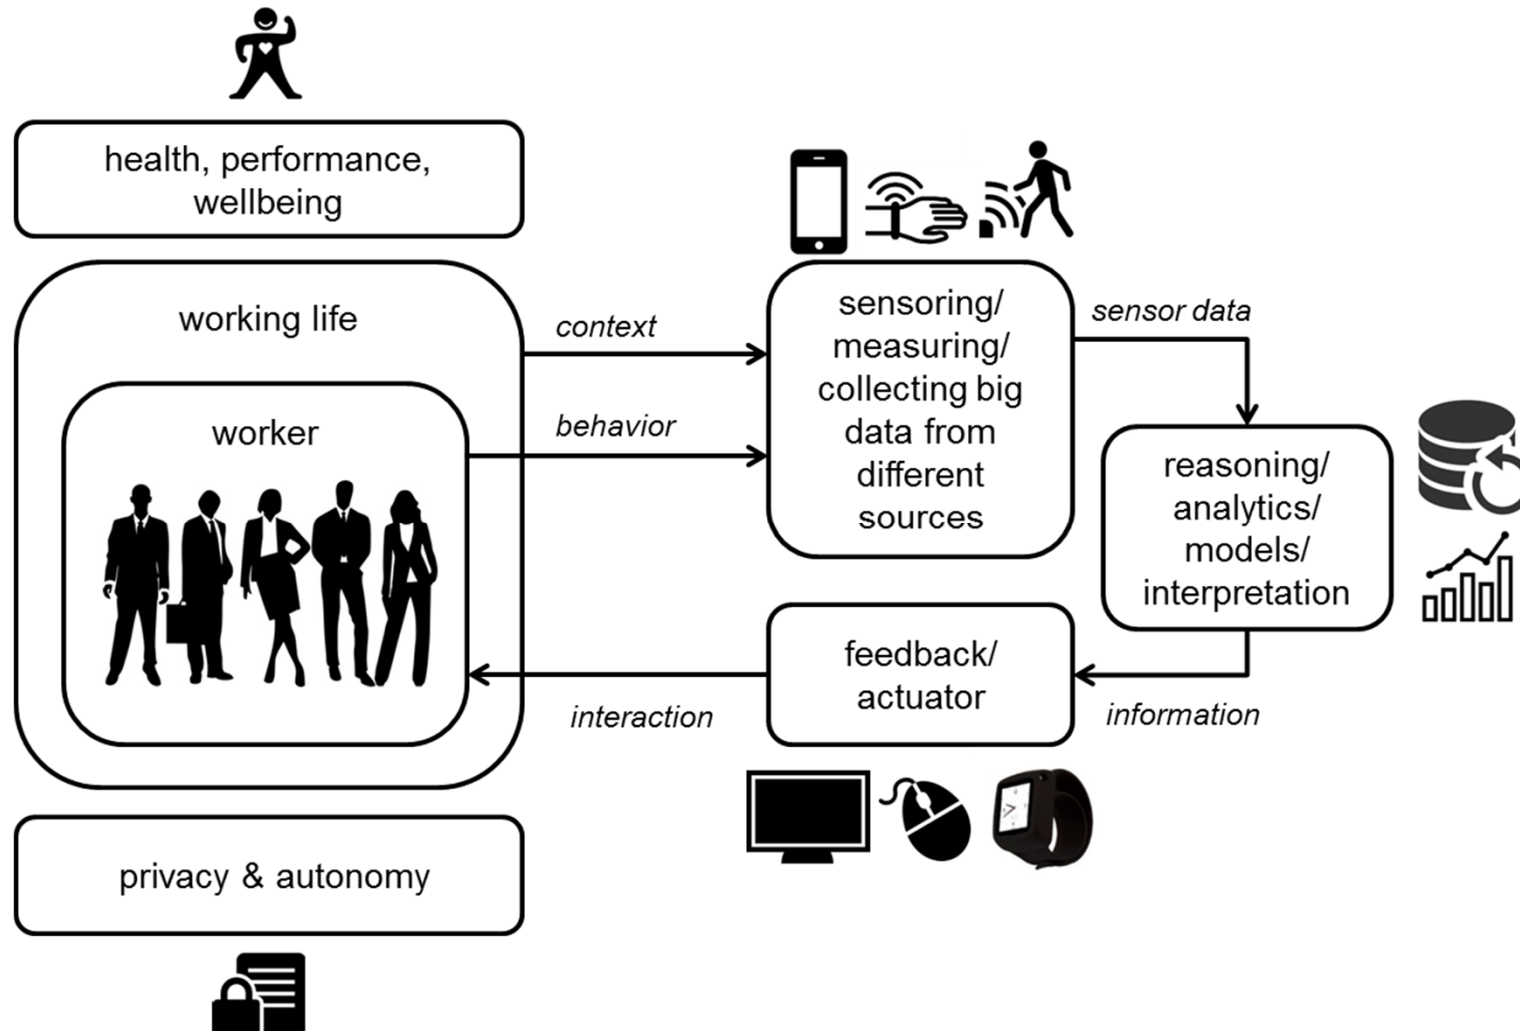 health, performance,
wellbeing
working life
worker
context
behavior
sensoring/
measuring/
collecting big
data from
different
sources
sensor data
reasoning/
analytics/
models/
interpretation
information
feedback/
actuator
interaction
privacy & autonomy